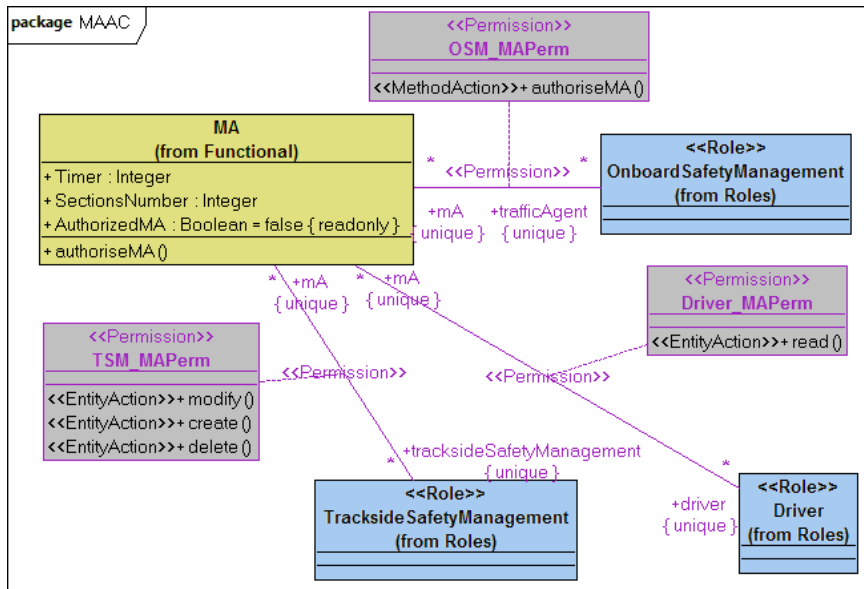 package MAAC
<<Permission>>
OSM_MAPerm
<<MethodAction>>+ authoriseMA()
MA
(from Functional)
+ Timer : Integer
+ SectionsNumber : Integer
+ AuthorizedMA : Boolean = false { readonly }
+ authoriseMA()
* <<Permission>> *
+mA +trafficAgent
{ unique } { unique }
<<Role>>
OnboardSafetyManagement
(from Roles)
* +mA
{ unique }
* +mA
{ unique }
<<Permission>>
Driver_MAPerm
<<EntityAction>>+ read()
<<Permission>>
TSM_MAPerm
<<EntityAction>>+ modify()
<<EntityAction>>+ create()
<<EntityAction>>+ delete()
<<Permission>>
<<Permission>>
* +tracksideSafetyManagement
{ unique }
*
+driver
{ unique }
<<Role>>
TracksideSafetyManagement
(from Roles)
<<Role>>
Driver
(from Roles)